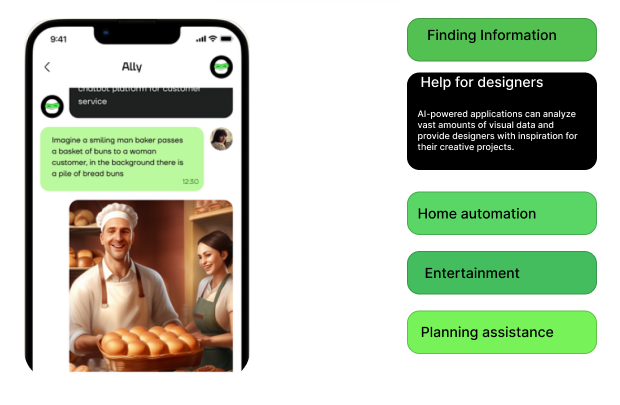 9:41
Ally
chatbot platform for customer
service
Imagine a smiling man baker passes
a basket of buns to a woman
customer, in the background there is
a pile of bread buns
12:30
Finding Information
Help for designers
AI-powered applications can analyze
vast amounts of visual data and
provide designers with inspiration for
their creative projects.
Home automation
Entertainment
Planning assistance